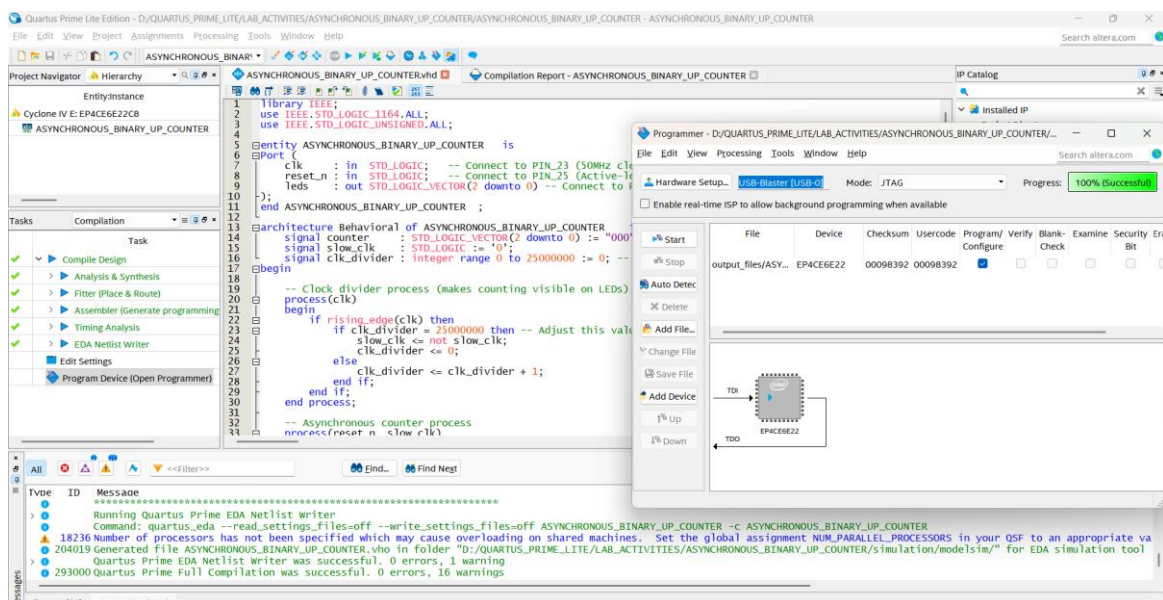 Quartus Prime Lite Edition - D:/QUARTUS_PRIME_LITE/LAB_ACTIVITIES/ASYNCHRONOUS_BINARY_UP_COUNTER/ASYNCHRONOUS_BINARY_UP_COUNTER - ASYNCHRONOUS_BINARY_UP_COUNTER
File Edit View Project Assignments Processing Tools Window Help
Search altera.com
ASYNCHRONOUS_BINAR
Project Navigator Hierarchy
Entity:Instance
Cyclone IV E: EP4CE6E22C8
ASYNCHRONOUS_BINARY_UP_COUNTER
Tasks Compilation
Task
Compile Design
Analysis & Synthesis
Fitter (Place & Route)
Assembler (Generate programming
Timing Analysis
EDA Netlist Writer
Edit Settings
Program Device (Open Programmer)
ASYNCHRONOUS_BINARY_UP_COUNTER.vhd Compilation Report - ASYNCHRONOUS_BINARY_UP_COUNTER
1 library IEEE;
2 use IEEE.STD_LOGIC_1164.ALL;
3 use IEEE.STD_LOGIC_UNSIGNED.ALL;
4
5 entity ASYNCHRONOUS_BINARY_UP_COUNTER is
6 Port (
7 clk : in STD_LOGIC; -- Connect to PIN_23 (50MHz clo
8 reset_n : in STD_LOGIC; -- Connect to PIN_25 (Active-lo
9 leds : out STD_LOGIC_VECTOR(2 downto 0) -- Connect to
10 );
11 end ASYNCHRONOUS_BINARY_UP_COUNTER ;
12
13 architecture Behavioral of ASYNCHRONOUS_BINARY_UP_COUNTER
14 signal counter : STD_LOGIC_VECTOR(2 downto 0) := "000"
15 signal slow_clk : STD_LOGIC := '0';
16 signal clk_divider : integer range 0 to 25000000 := 0; --
17 begin
18
19 -- Clock divider process (makes counting visible on LEDs)
20 process(clk)
21 begin
22 if rising_edge(clk) then
23 if clk_divider = 25000000 then -- Adjust this valu
24 slow_clk <= not slow_clk;
25 clk_divider <= 0;
26 else
27 clk_divider <= clk_divider + 1;
28 end if;
29 end if;
30 end process;
31
32 -- Asynchronous counter process
33 process(reset_n, slow_clk)
IP Catalog
Installed IP
Programmer - D:/QUARTUS_PRIME_LITE/LAB_ACTIVITIES/ASYNCHRONOUS_BINARY_UP_COUNTER/...
File Edit View Processing Tools Window Help
Search altera.com
Hardware Setup... USB-Blaster [USB-0] Mode: JTAG Progress: 100% (Successful)
Enable real-time ISP to allow background programming when available
Start
Stop
Auto Detec
Delete
Add File...
Change File
Save File
Add Device
Up
Down
File Device Checksum Usercode Program/ Configure Verify Blank- Check Examine Security Bit
output_files/ASY... EP4CE6E22 00098392 00098392
TDI
intel
EP4CE6E22
TDO
All <<Filter>> Find... Find Next
Type ID Message
*******************************************************************
Running Quartus Prime EDA Netlist Writer
Command: quartus_eda --read_settings_files=off --write_settings_files=off ASYNCHRONOUS_BINARY_UP_COUNTER -c ASYNCHRONOUS_BINARY_UP_COUNTER
18236 Number of processors has not been specified which may cause overloading on shared machines. Set the global assignment NUM_PARALLEL_PROCESSORS in your QSF to an appropriate va
204019 Generated file ASYNCHRONOUS_BINARY_UP_COUNTER.vho in folder "D:/QUARTUS_PRIME_LITE/LAB_ACTIVITIES/ASYNCHRONOUS_BINARY_UP_COUNTER/simulation/modelsim/" for EDA simulation tool
Quartus Prime EDA Netlist Writer was successful. 0 errors, 1 warning
293000 Quartus Prime Full Compilation was successful. 0 errors, 16 warnings